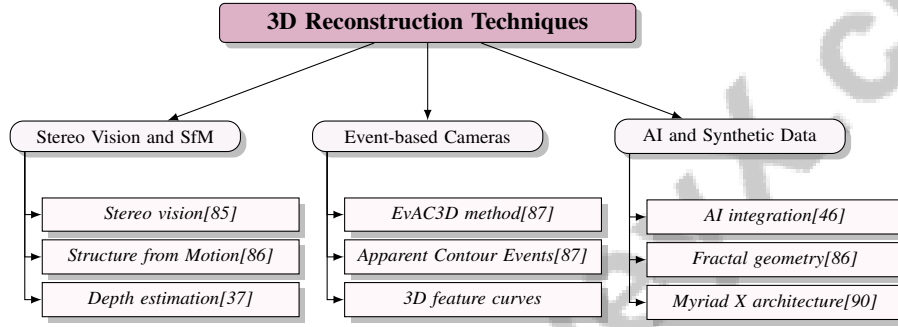 3D Reconstruction Techniques
Stereo Vision and SfM
Event-based Cameras
AI and Synthetic Data
Stereo vision[85]
Structure from Motion[86]
Depth estimation[37]
EvAC3D method[87]
Apparent Contour Events[87]
3D feature curves
AI integration[46]
Fractal geometry[86]
Myriad X architecture[90]